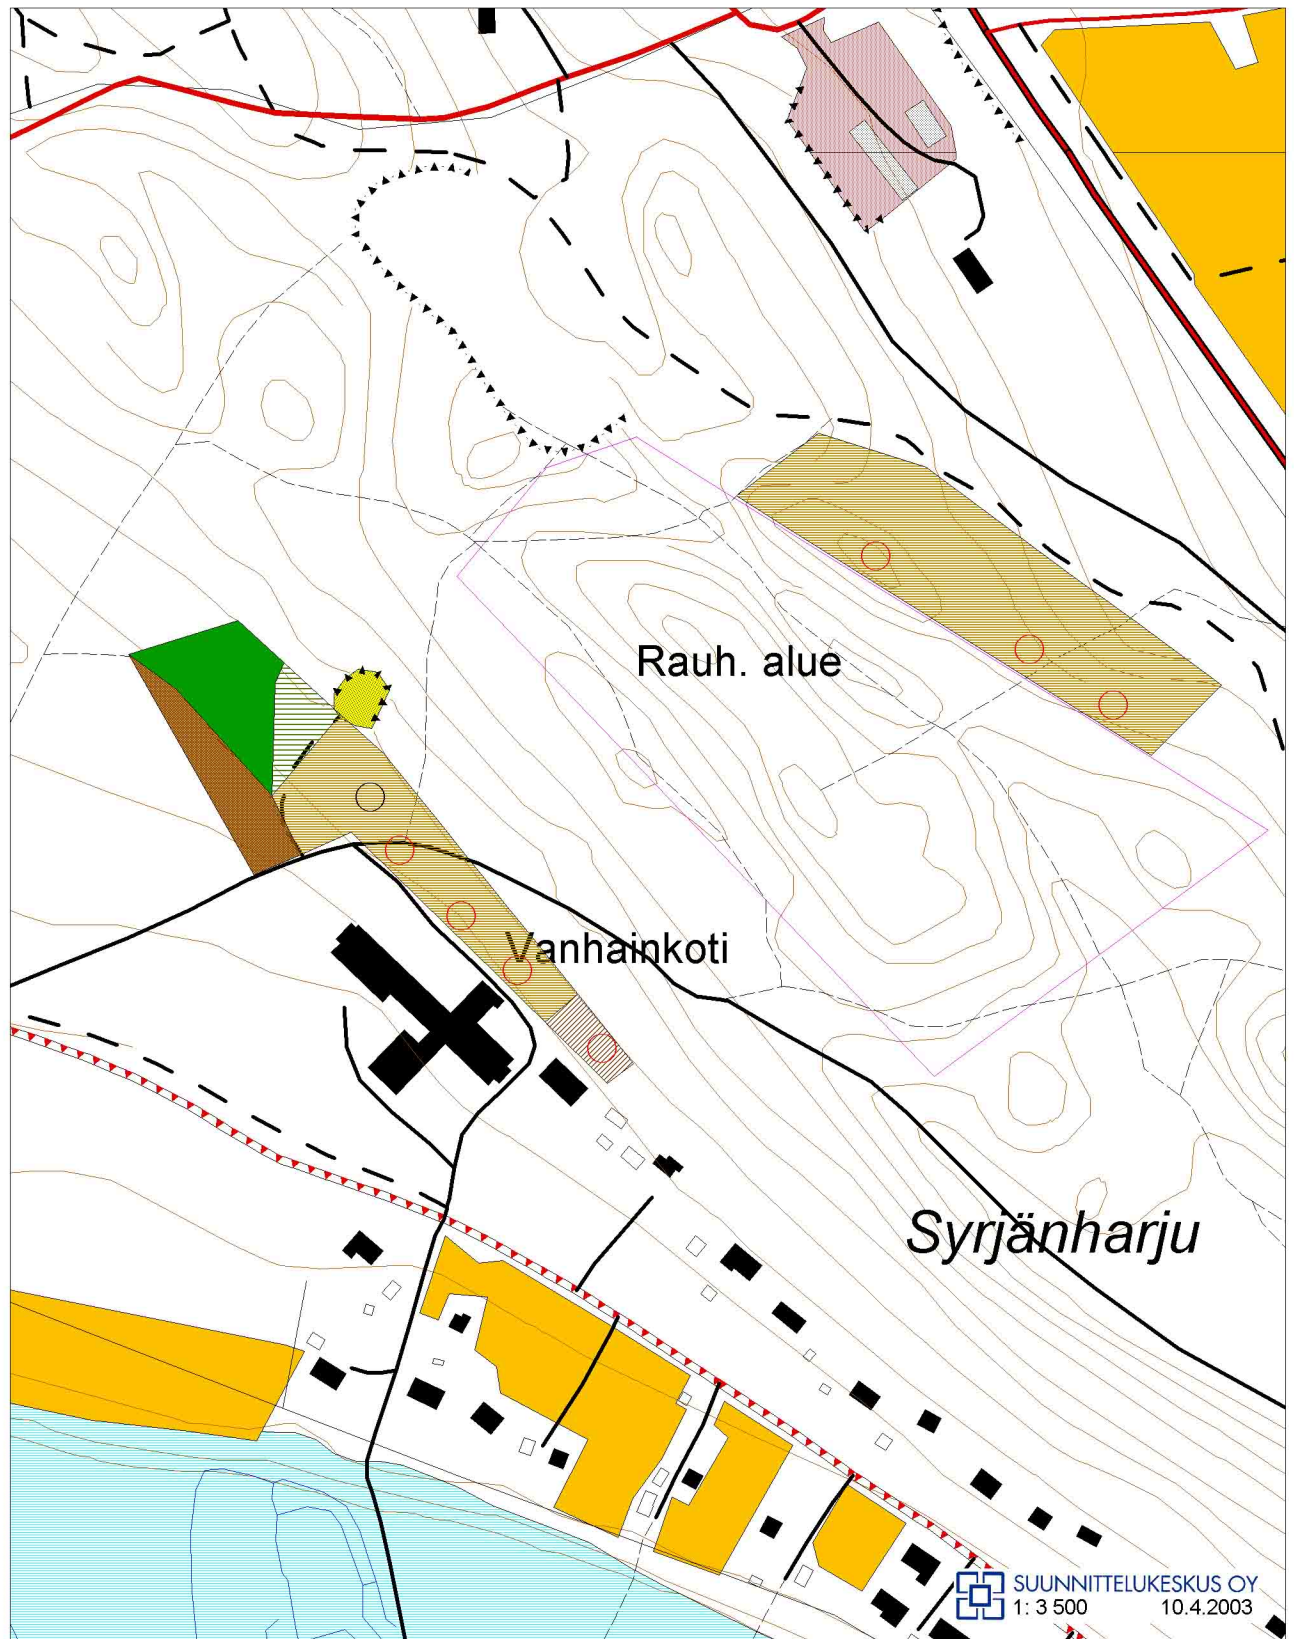 Rauh. alue
Vanhainkoti
Syrjänharju
SUUNNITTELUKESKUS OY
1: 3 500 10.4.2003